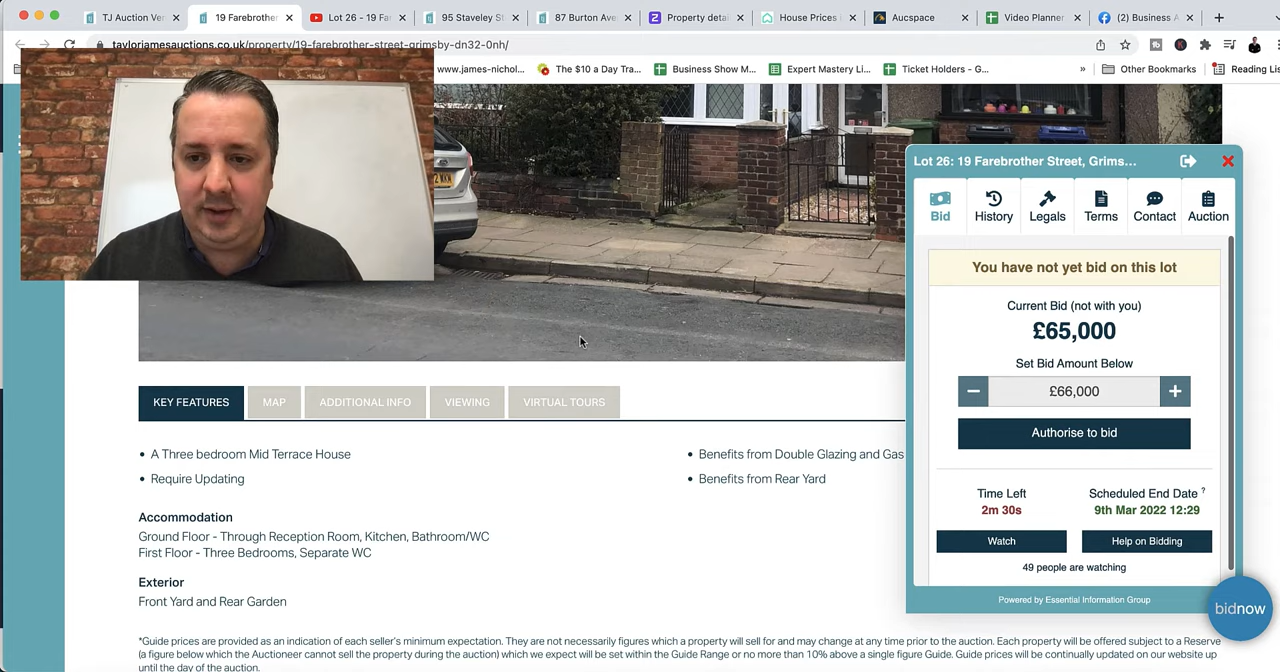 TJ Auction Ver
19 Farebrother
Lot 26 - 19 Fa
95 Staveley S
87 Burton Ave
Property detai
House Prices
Aucspace
Video Planner
(2) Business A
taylorjamesauctions.co.uk/property/19-farebrother-street-grimsby-dn32-0nh/
www.james-nichol...
The $10 a Day Tra...
Business Show M...
Expert Mastery Li...
Ticket Holders - G...
»
Other Bookmarks
Reading Lis
Lot 26: 19 Farebrother Street, Grims...
Bid
History
Legals
Terms
Contact
Auction
You have not yet bid on this lot
Current Bid (not with you)
£65,000
Set Bid Amount Below
£66,000
Authorise to bid
Time Left
2m 30s
Scheduled End Date ?
9th Mar 2022 12:29
Watch
Help on Bidding
49 people are watching
Powered by Essential Information Group
bidnow
KEY FEATURES
MAP
ADDITIONAL INFO
VIEWING
VIRTUAL TOURS
• A Three bedroom Mid Terrace House
• Require Updating
• Benefits from Double Glazing and Gas
• Benefits from Rear Yard
Accommodation
Ground Floor - Through Reception Room, Kitchen, Bathroom/WC
First Floor - Three Bedrooms, Separate WC
Exterior
Front Yard and Rear Garden
*Guide prices are provided as an indication of each seller's minimum expectation. They are not necessarily figures which a property will sell for and may change at any time prior to the auction. Each property will be offered subject to a Reserve
(a figure below which the Auctioneer cannot sell the property during the auction) which we expect will be set within the Guide Range or no more than 10% above a single figure Guide. Guide prices will be continually updated on our website up
until the day of the auction.